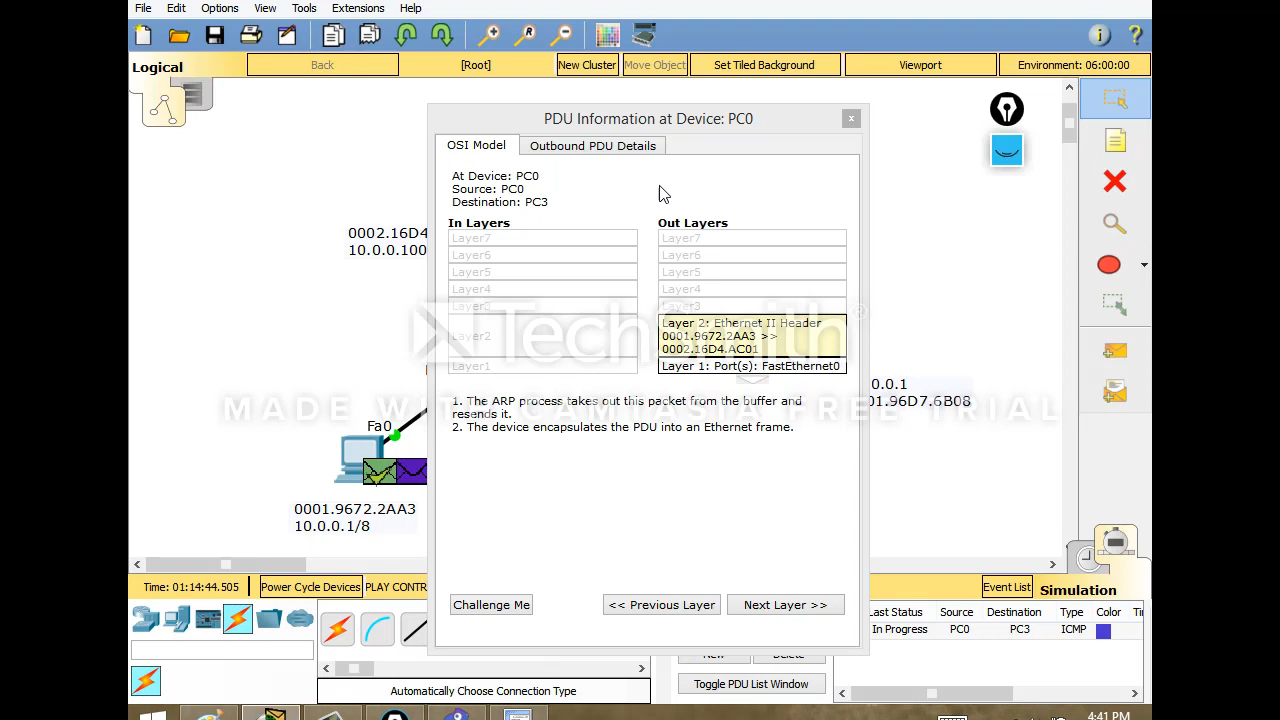 File Edit Options View Tools Extensions Help
Logical Back [Root] New Cluster Move Object Set Tiled Background Viewport Environment: 06:00:00
PDU Information at Device: PC0
OSI Model Outbound PDU Details
At Device: PC0
Source: PC0
Destination: PC3
In Layers Out Layers
Layer7 Layer7
Layer6 Layer6
Layer5 Layer5
Layer4 Layer4
Layer3 Layer3
Layer2
Layer 2: Ethernet II Header
0001.9672.2AA3 >>
0002.16D4.AC01
Layer1 Layer 1: Port(s): FastEthernet0
1. The ARP process takes out this packet from the buffer and
resends it.
2. The device encapsulates the PDU into an Ethernet frame.
Challenge Me << Previous Layer Next Layer >>
0002.16D4
10.0.0.100
Fa0
0001.9672.2AA3
10.0.0.1/8
.0.0.1
01.96D7.6B08
TechSmith®
MADE WITH CAMTASIA FREE TRIAL
Time: 01:14:44.505 Power Cycle Devices PLAY CONTR Event List Simulation
Last Status Source Destination Type Color
In Progress PC0 PC3 ICMP
New Delete
Toggle PDU List Window
Automatically Choose Connection Type
4:41 PM